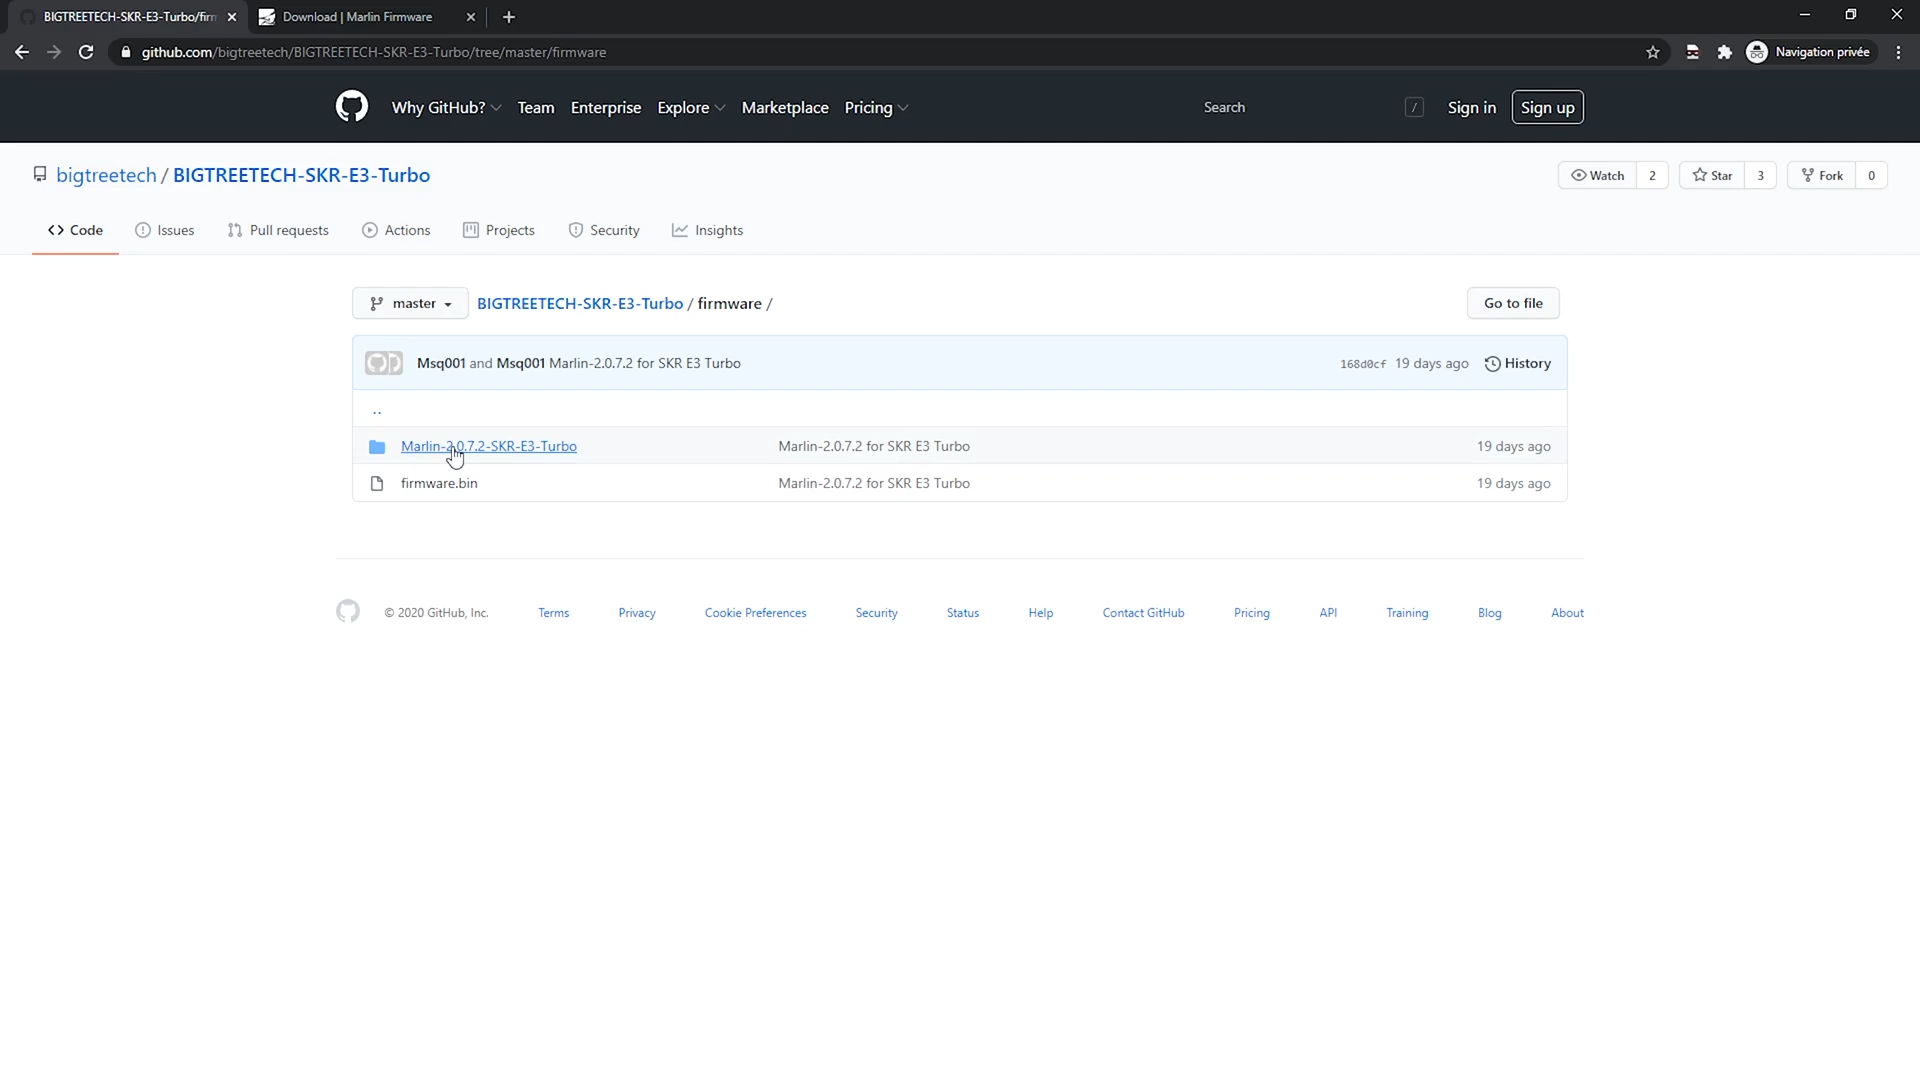 BIGTREETECH-SKR-E3-Turbo/firm
Download | Marlin Firmware
github.com/bigtreetech/BIGTREETECH-SKR-E3-Turbo/tree/master/firmware
Navigation privée
Why GitHub? Team Enterprise Explore Marketplace Pricing
Search /
Sign in Sign up
bigtreetech / BIGTREETECH-SKR-E3-Turbo
Watch 2 Star 3 Fork 0
Code Issues Pull requests Actions Projects Security Insights
master BIGTREETECH-SKR-E3-Turbo / firmware / Go to file
Msq001 and Msq001 Marlin-2.0.7.2 for SKR E3 Turbo 168d0cf 19 days ago History
..
Marlin-2.0.7.2-SKR-E3-Turbo Marlin-2.0.7.2 for SKR E3 Turbo 19 days ago
firmware.bin Marlin-2.0.7.2 for SKR E3 Turbo 19 days ago
© 2020 GitHub, Inc. Terms Privacy Cookie Preferences Security Status Help Contact GitHub Pricing API Training Blog About